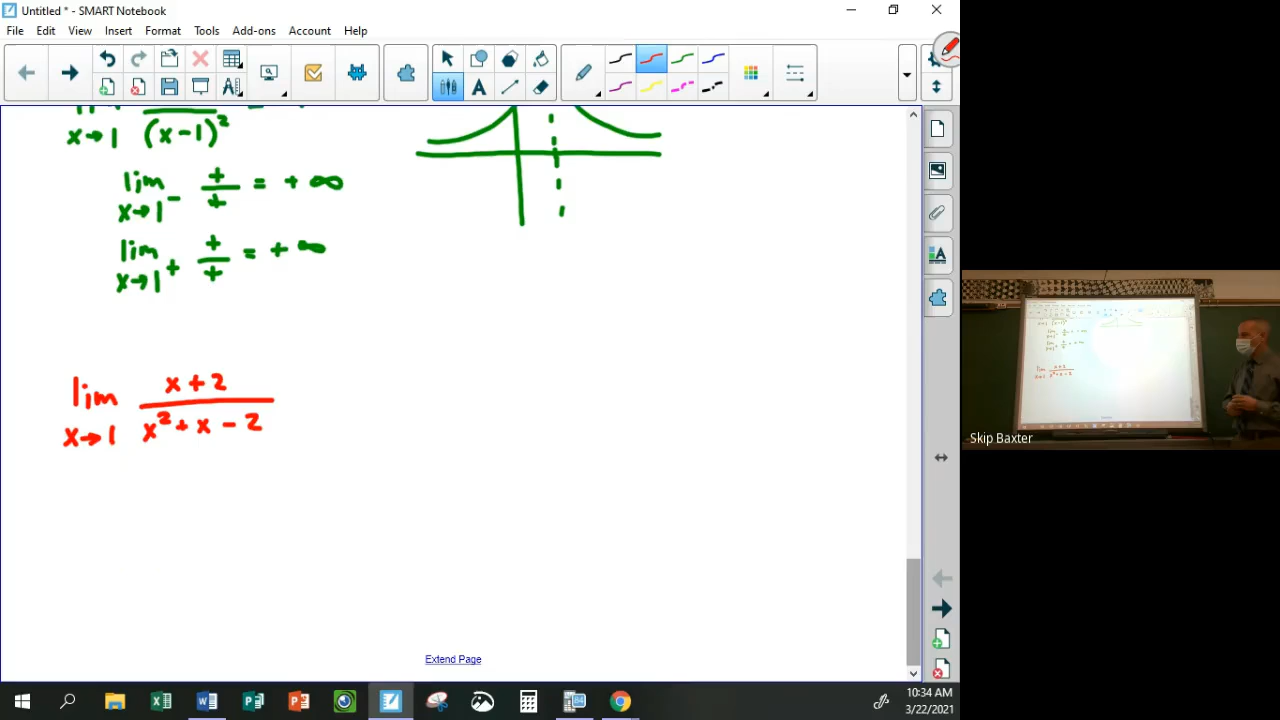 Untitled * - SMART Notebook
File Edit View Insert Format Tools Add-ons Account Help
x→1 (x-1)²
lim + / + = + ∞
x→1⁻
lim + / + = + ∞
x→1⁺
lim x+2
x→1 x²+x-2
Skip Baxter
Extend Page
10:34 AM
3/22/2021